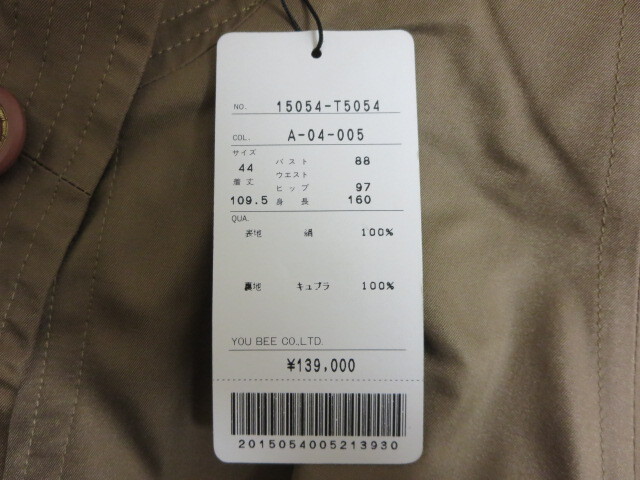 NO. 15054-T5054
COL. A-04-005
サイズ バスト 88
44 ウエスト
着丈 ヒップ 97
109.5 身長 160
QUA.
表地 絹 100%
裏地 キュプラ 100%
YOU BEE CO.LTD.
¥139,000
2015054005213930